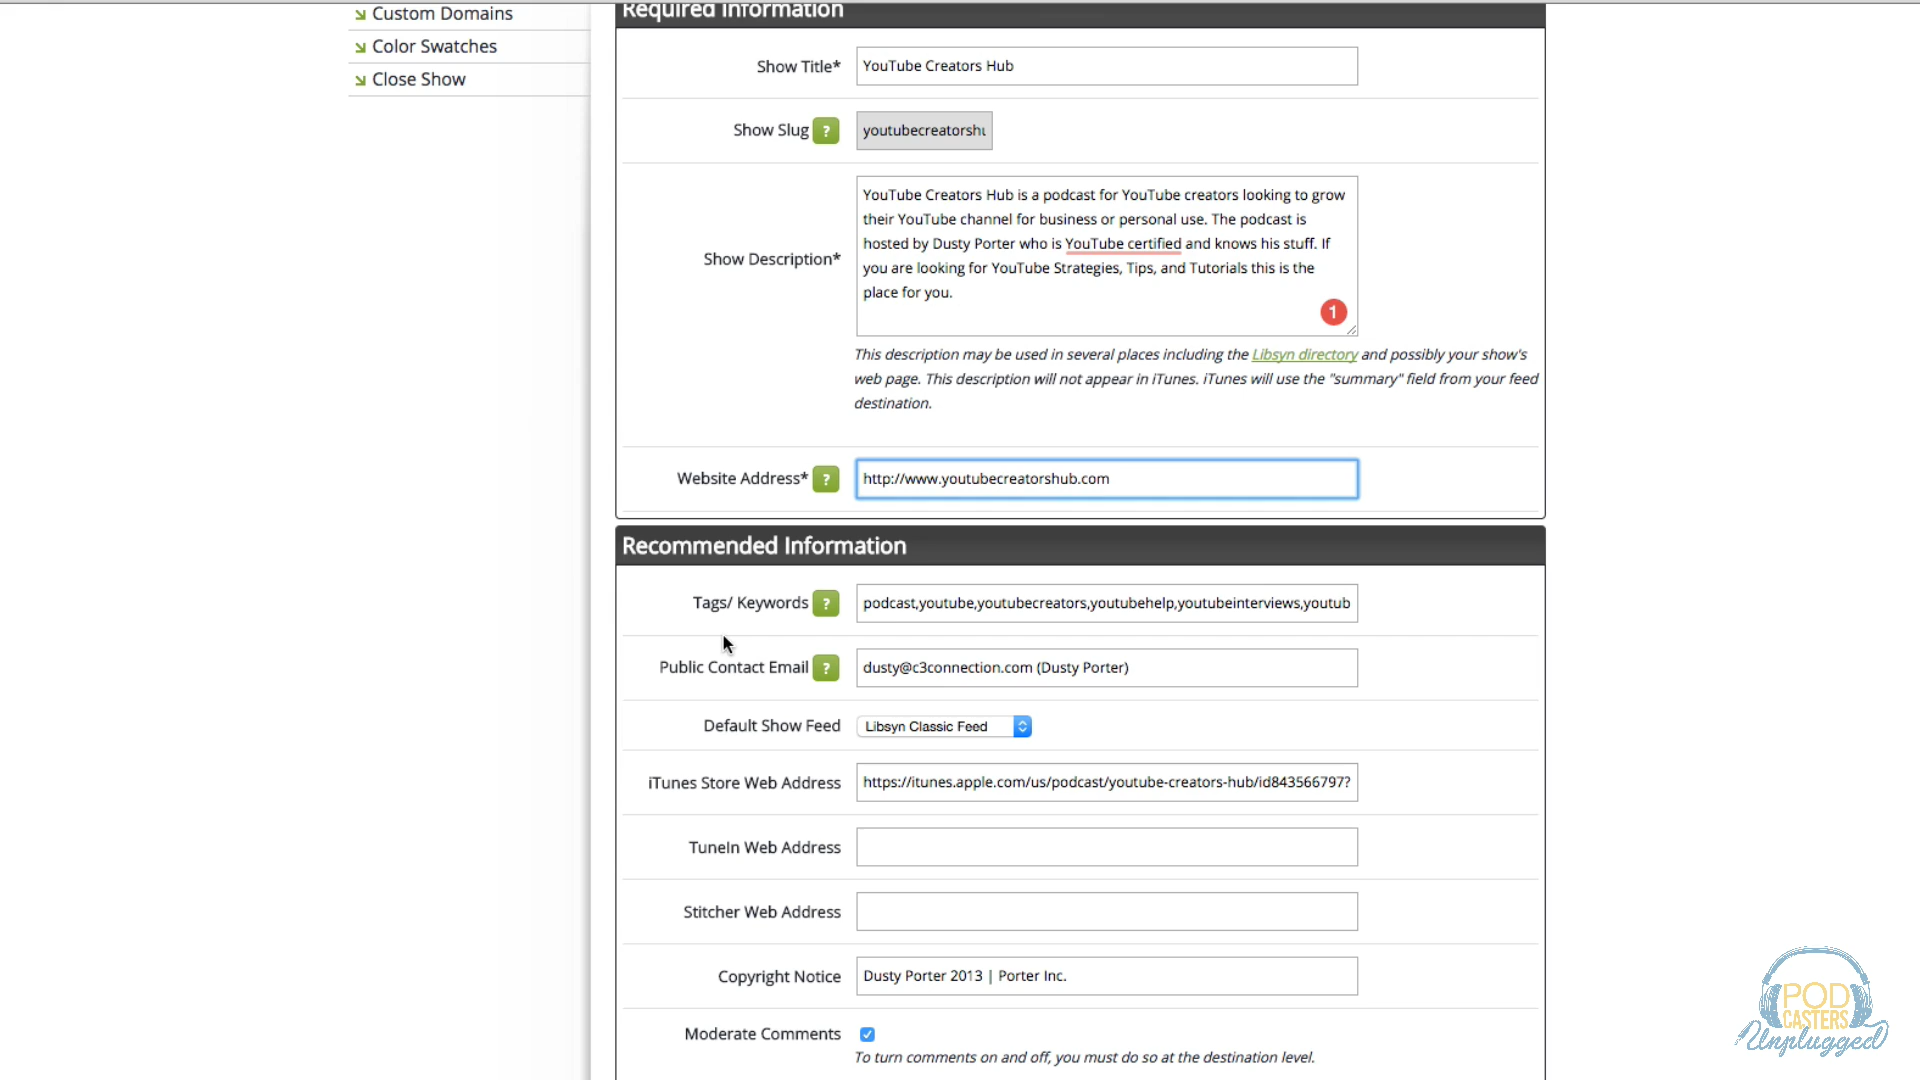 Custom Domains
Color Swatches
Close Show
Required Information
Show Title*
YouTube Creators Hub
Show Slug ?
youtubecreatorshu
Show Description*
YouTube Creators Hub is a podcast for YouTube creators looking to grow
their YouTube channel for business or personal use. The podcast is
hosted by Dusty Porter who is YouTube certified and knows his stuff. If
you are looking for YouTube Strategies, Tips, and Tutorials this is the
place for you.
1
This description may be used in several places including the Libsyn directory and possibly your show's
web page. This description will not appear in iTunes. iTunes will use the "summary" field from your feed
destination.
Website Address* ?
http://www.youtubecreatorshub.com
Recommended Information
Tags/ Keywords ?
podcast,youtube,youtubecreators,youtubehelp,youtubeinterviews,youtub
Public Contact Email ?
dusty@c3connection.com (Dusty Porter)
Default Show Feed
Libsyn Classic Feed
iTunes Store Web Address
https://itunes.apple.com/us/podcast/youtube-creators-hub/id843566797?
TuneIn Web Address
Stitcher Web Address
Copyright Notice
Dusty Porter 2013 | Porter Inc.
Moderate Comments
To turn comments on and off, you must do so at the destination level.
POD
CASTERS
Unplugged